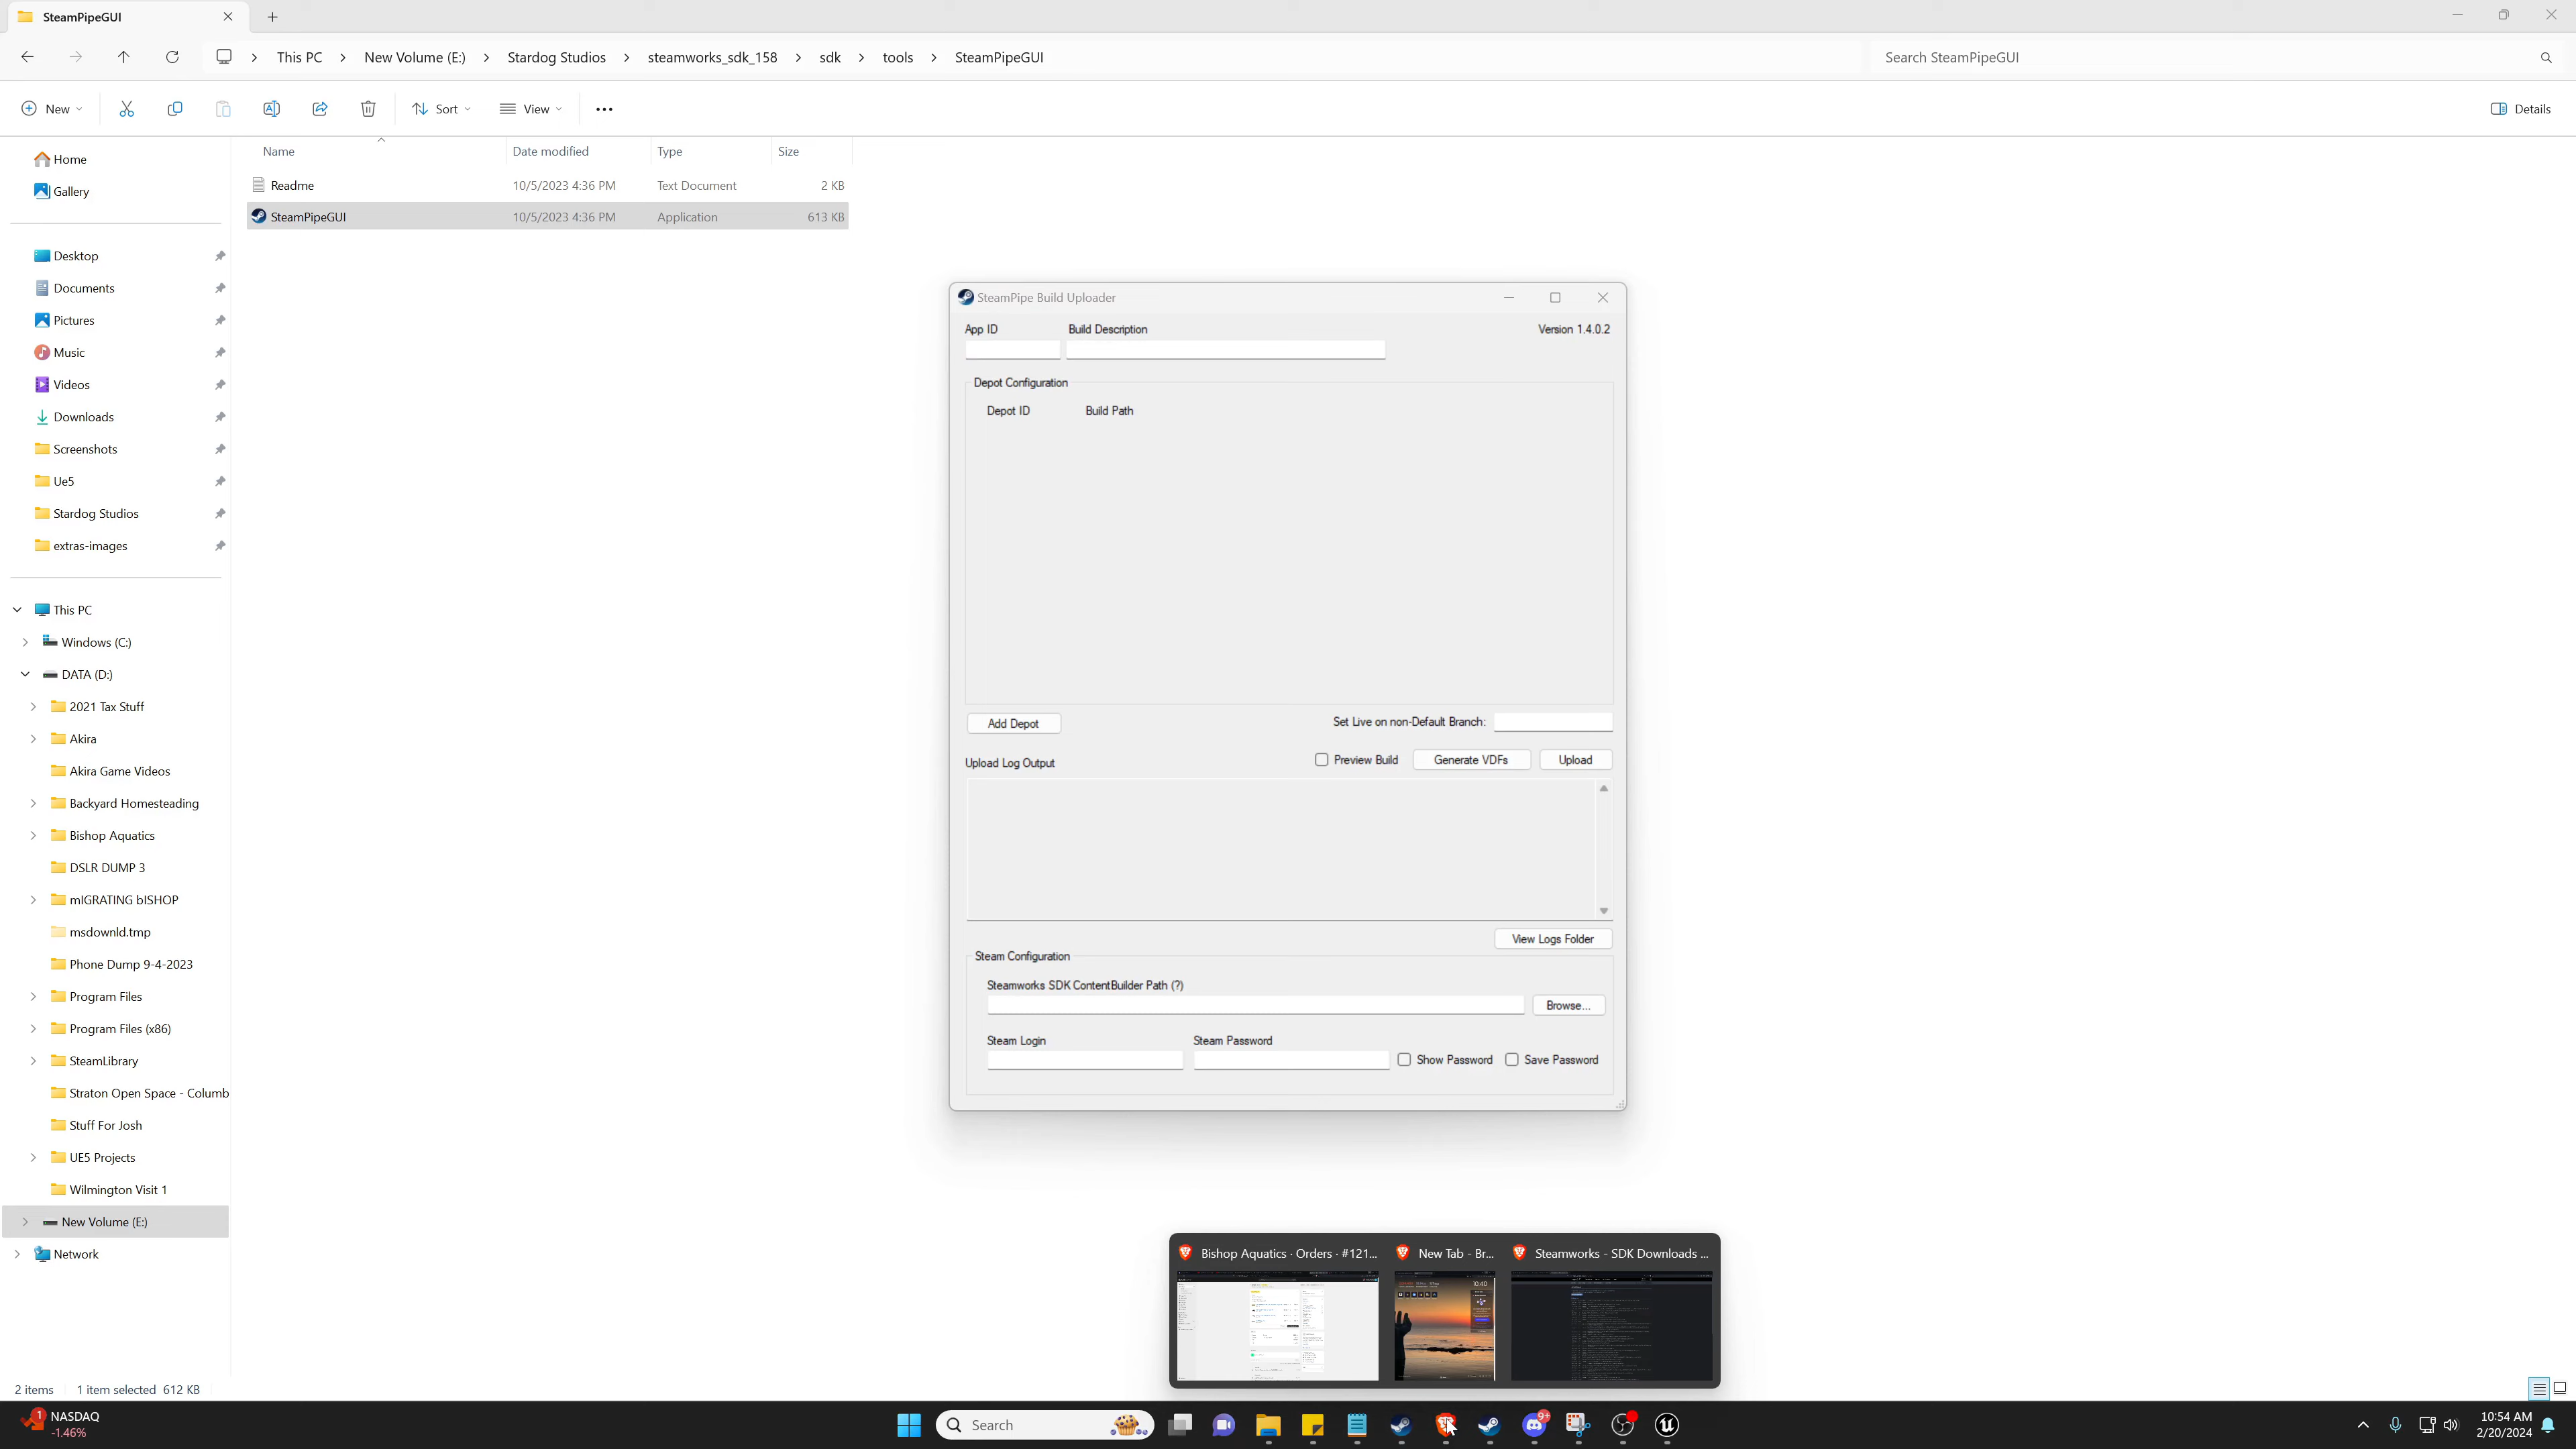 SteamPipeGUI
This PC
New Volume (E:)
Stardog Studios
steamworks_sdk_158
sdk
tools
SteamPipeGUI
Search SteamPipeGUI
New
Sort
View
Details
Name
Date modified
Type
Size
Readme
10/5/2023 4:36 PM
Text Document
2 KB
SteamPipeGUI
10/5/2023 4:36 PM
Application
613 KB
Home
Gallery
Desktop
Documents
Pictures
Music
Videos
Downloads
Screenshots
Ue5
Stardog Studios
extras-images
This PC
Windows (C:)
DATA (D:)
2021 Tax Stuff
Akira
Akira Game Videos
Backyard Homesteading
Bishop Aquatics
DSLR DUMP 3
mIGRATING bISHOP
msdownld.tmp
Phone Dump 9-4-2023
Program Files
Program Files (x86)
SteamLibrary
Straton Open Space - Columb
Stuff For Josh
UE5 Projects
Wilmington Visit 1
New Volume (E:)
Network
SteamPipe Build Uploader
App ID
Build Description
Version 1.4.0.2
Depot Configuration
Depot ID
Build Path
Add Depot
Set Live on non-Default Branch:
Upload Log Output
Preview Build
Generate VDFs
Upload
View Logs Folder
Steam Configuration
Steamworks SDK ContentBuilder Path (?)
Browse...
Steam Login
Steam Password
Show Password
Save Password
Bishop Aquatics · Orders · #121...
New Tab - Br...
Steamworks - SDK Downloads ...
10:40
2 items
1 item selected 612 KB
1
NASDAQ
-1.46%
Search
9+
10:54 AM
2/20/2024